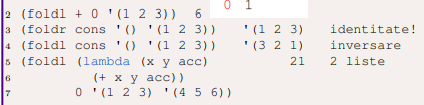 0 1
2 (foldl + 0 '(1 2 3)) 6
3 (foldr cons '() '(1 2 3)) '(1 2 3) identitate!
4 (foldl cons '() '(1 2 3)) '(3 2 1) inversare
5 (foldl (lambda (x y acc) 21 2 liste
6 (+ x y acc))
7 0 '(1 2 3) '(4 5 6))